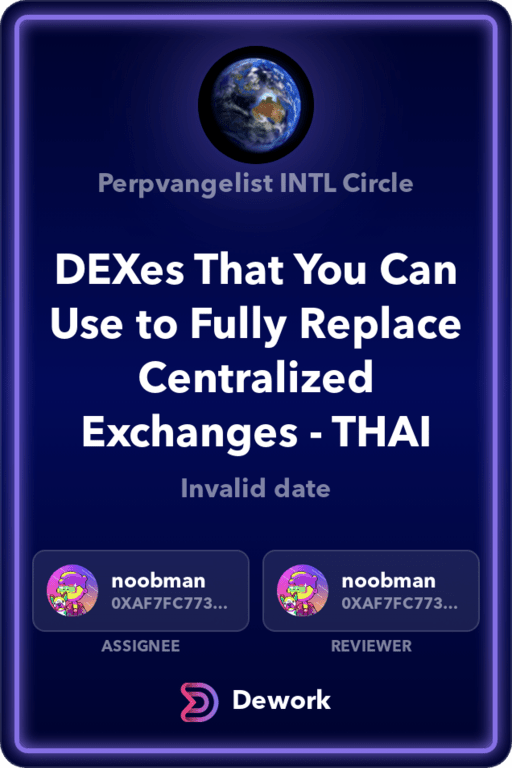 Perpvangelist INTL Circle
DEXes That You Can
Use to Fully Replace
Centralized
Exchanges - THAI
Invalid date
noobman
0XAF7FC773...
ASSIGNEE
noobman
0XAF7FC773...
REVIEWER
Dework